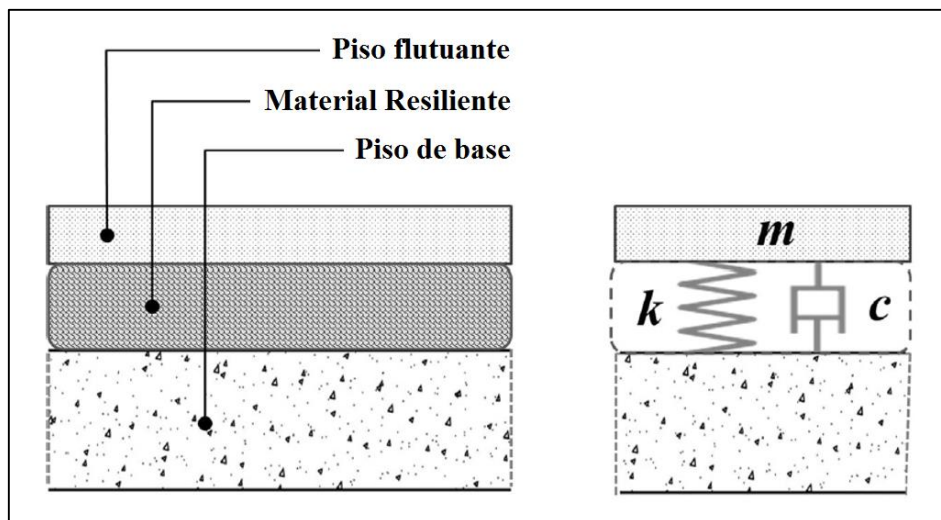 Piso flutuante
Material Resiliente
Piso de base
m
k
c